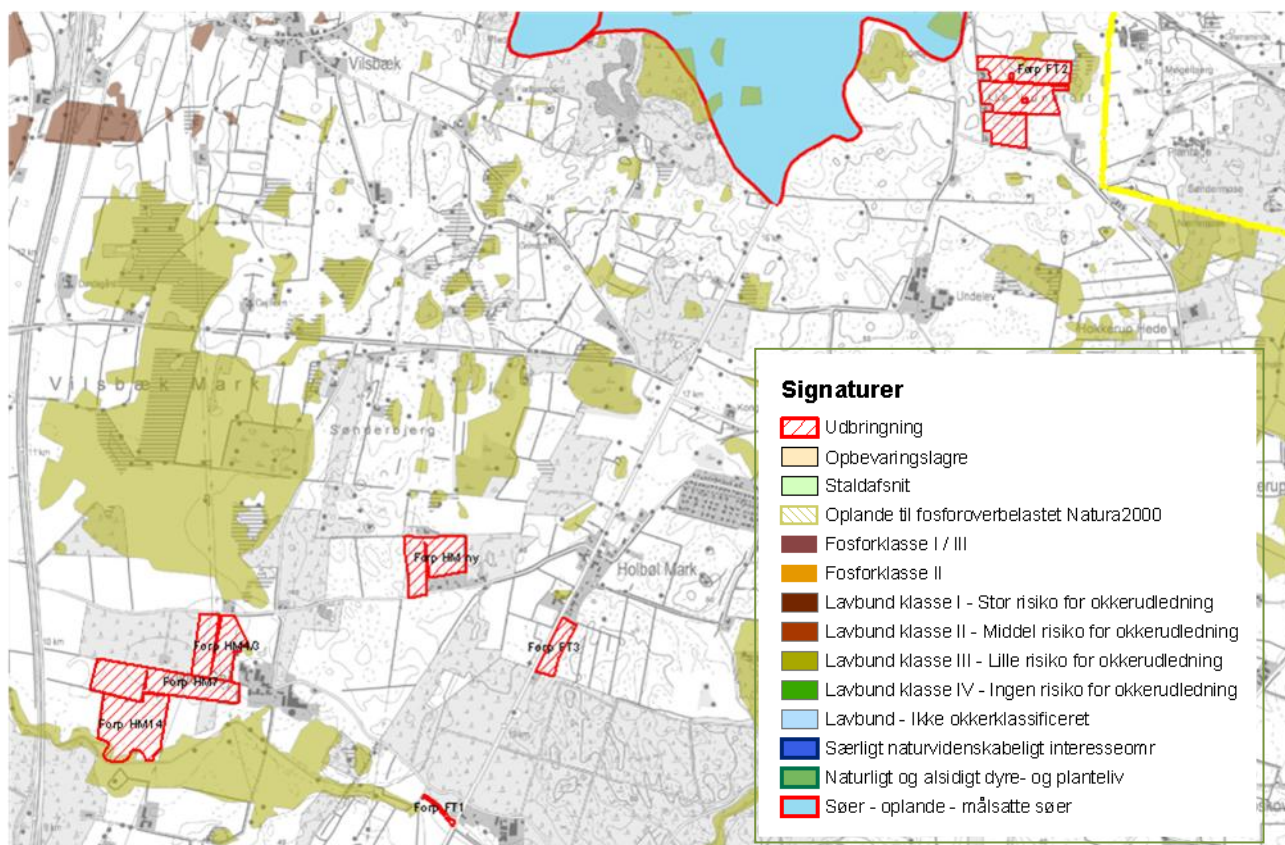 Vilsbæk
Forp FT2
Undelev
Hokkerup Hede
Vilsbæk Mark
Sønderbjerg
Forp HM ny
Holbøl Mark
Forp HM4/3
Forp FT3
Forp HM7
Forp HM14
Forp FT1
Signaturer
Udbringning
Opbevaringslagre
Staldafsnit
Oplande til fosforoverbelastet Natura2000
Fosforklasse I / III
Fosforklasse II
Lavbund klasse I - Stor risiko for okkerudledning
Lavbund klasse II - Middel risiko for okkerudledning
Lavbund klasse III - Lille risiko for okkerudledning
Lavbund klasse IV - Ingen risiko for okkerudledning
Lavbund - Ikke okkerklassificeret
Særligt naturvidenskabeligt interesseomr
Naturligt og alsidigt dyre- og planteliv
Søer - oplande - målsatte søer